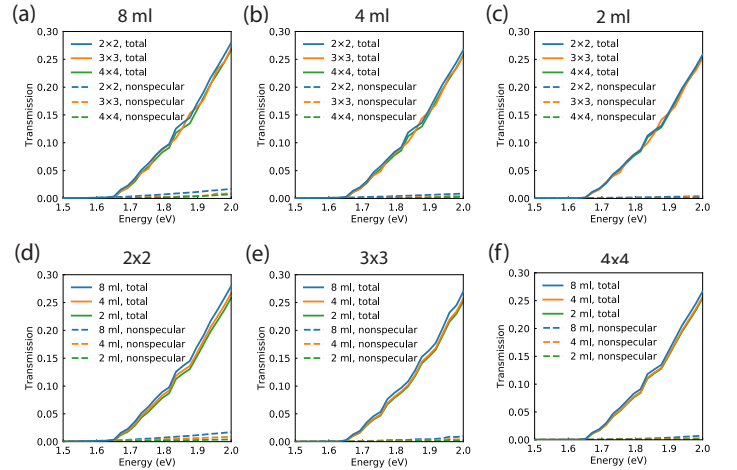 (a) 8 ml
(b) 4 ml
(c) 2 ml
0.30
0.25
0.20
0.15
0.10
0.05
0.00
Transmission
2×2, total
3×3, total
4×4, total
2×2, nonspecular
3×3, nonspecular
4×4, nonspecular
1.5 1.6 1.7 1.8 1.9 2.0
Energy (eV)
0.30
0.25
0.20
0.15
0.10
0.05
0.00
Transmission
2×2, total
3×3, total
4×4, total
2×2, nonspecular
3×3, nonspecular
4×4, nonspecular
1.5 1.6 1.7 1.8 1.9 2.0
Energy (eV)
0.30
0.25
0.20
0.15
0.10
0.05
0.00
Transmission
2×2, total
3×3, total
4×4, total
2×2, nonspecular
3×3, nonspecular
4×4, nonspecular
1.5 1.6 1.7 1.8 1.9 2.0
Energy (eV)
(d) 2x2
(e) 3x3
(f) 4x4
0.30
0.25
0.20
0.15
0.10
0.05
0.00
Transmission
8 ml, total
4 ml, total
2 ml, total
8 ml, nonspecular
4 ml, nonspecular
2 ml, nonspecular
1.5 1.6 1.7 1.8 1.9 2.0
Energy (eV)
0.30
0.25
0.20
0.15
0.10
0.05
0.00
Transmission
8 ml, total
4 ml, total
2 ml, total
8 ml, nonspecular
4 ml, nonspecular
2 ml, nonspecular
1.5 1.6 1.7 1.8 1.9 2.0
Energy (eV)
0.30
0.25
0.20
0.15
0.10
0.05
0.00
Transmission
8 ml, total
4 ml, total
2 ml, total
8 ml, nonspecular
4 ml, nonspecular
2 ml, nonspecular
1.5 1.6 1.7 1.8 1.9 2.0
Energy (eV)